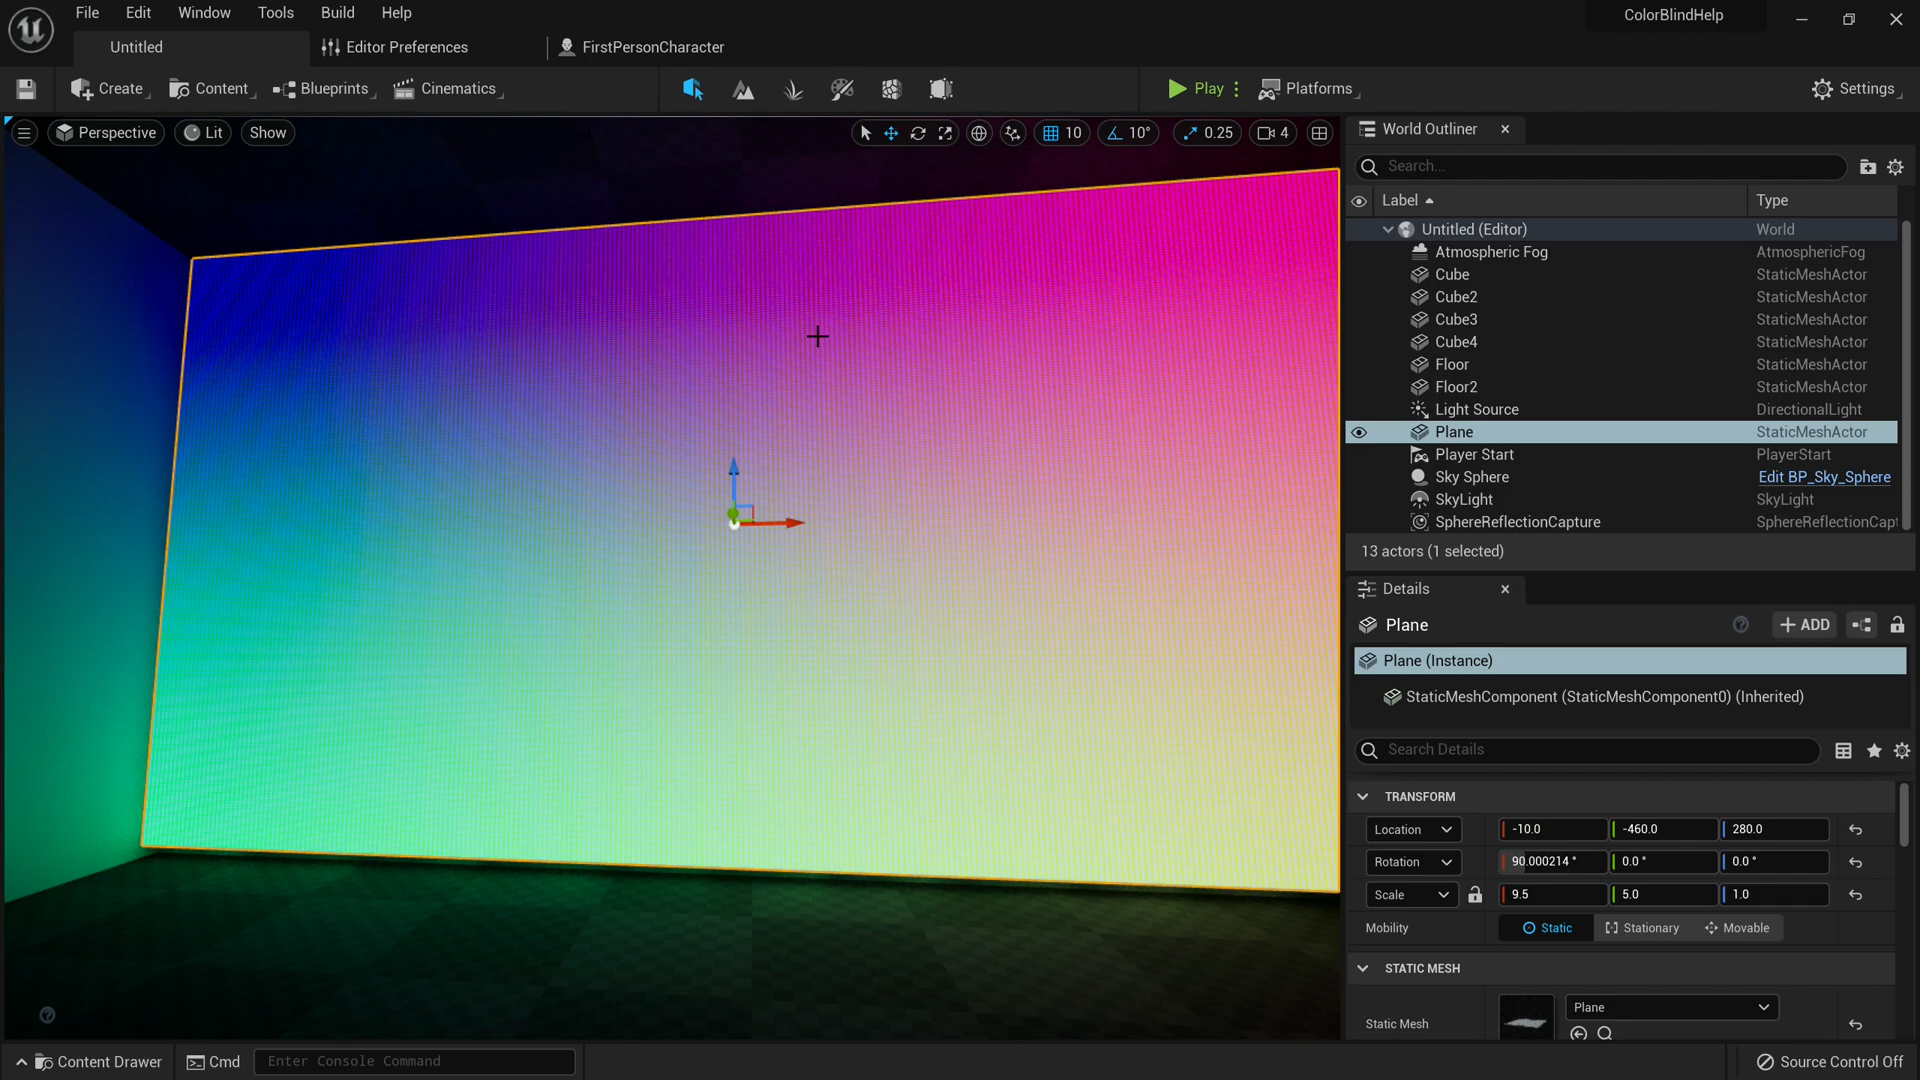 File Edit Window Tools Build Help
ColorBlindHelp
Untitled Editor Preferences FirstPersonCharacter
Create Content Blueprints Cinematics Play Platforms Settings
Perspective Lit Show 10 10° 0.25 4
World Outliner
Search...
Label Type
Untitled (Editor) World
Atmospheric Fog AtmosphericFog
Cube StaticMeshActor
Cube2 StaticMeshActor
Cube3 StaticMeshActor
Cube4 StaticMeshActor
Floor StaticMeshActor
Floor2 StaticMeshActor
Light Source DirectionalLight
Plane StaticMeshActor
Player Start PlayerStart
Sky Sphere Edit BP_Sky_Sphere
SkyLight SkyLight
SphereReflectionCapture SphereReflectionCapt
13 actors (1 selected)
Details
Plane ADD
Plane (Instance)
StaticMeshComponent (StaticMeshComponent0) (Inherited)
Search Details
TRANSFORM
Location -10.0 -460.0 280.0
Rotation 90.000214 ° 0.0 ° 0.0 °
Scale 9.5 5.0 1.0
Mobility Static Stationary Movable
STATIC MESH
Plane
Static Mesh
Content Drawer Cmd Enter Console Command Source Control Off